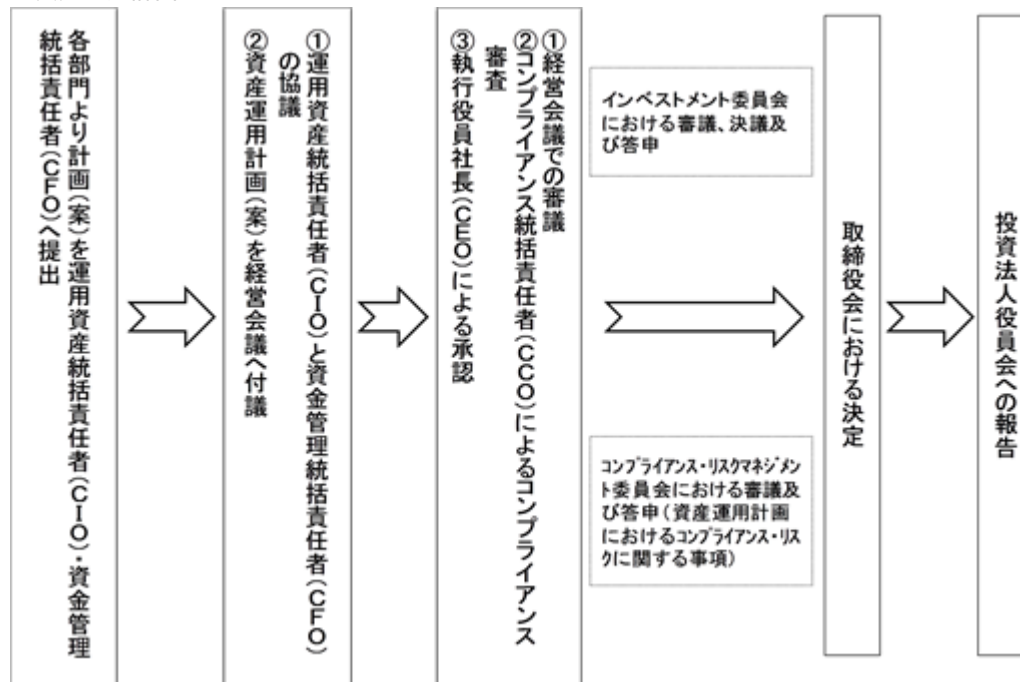 各部門より計画(案)を運用資産統括責任者(CIO)・資金管理
統括責任者(CFO)へ提出
①運用資産統括責任者(CIO)と資金管理統括責任者(CFO)
の協議
②資産運用計画(案)を経営会議へ付議
①経営会議での審議
②コンプライアンス統括責任者(CCO)によるコンプライアンス
審査
③執行役員社長(CEO)による承認
インベストメント委員会
における審議、決議及
び答申
コンプライアンス・リスクマネジメン
ト委員会における審議及
び答申(資産運用計画
におけるコンプライアンス・リス
クに関する事項)
取締役会における決定
投資法人役員会への報告